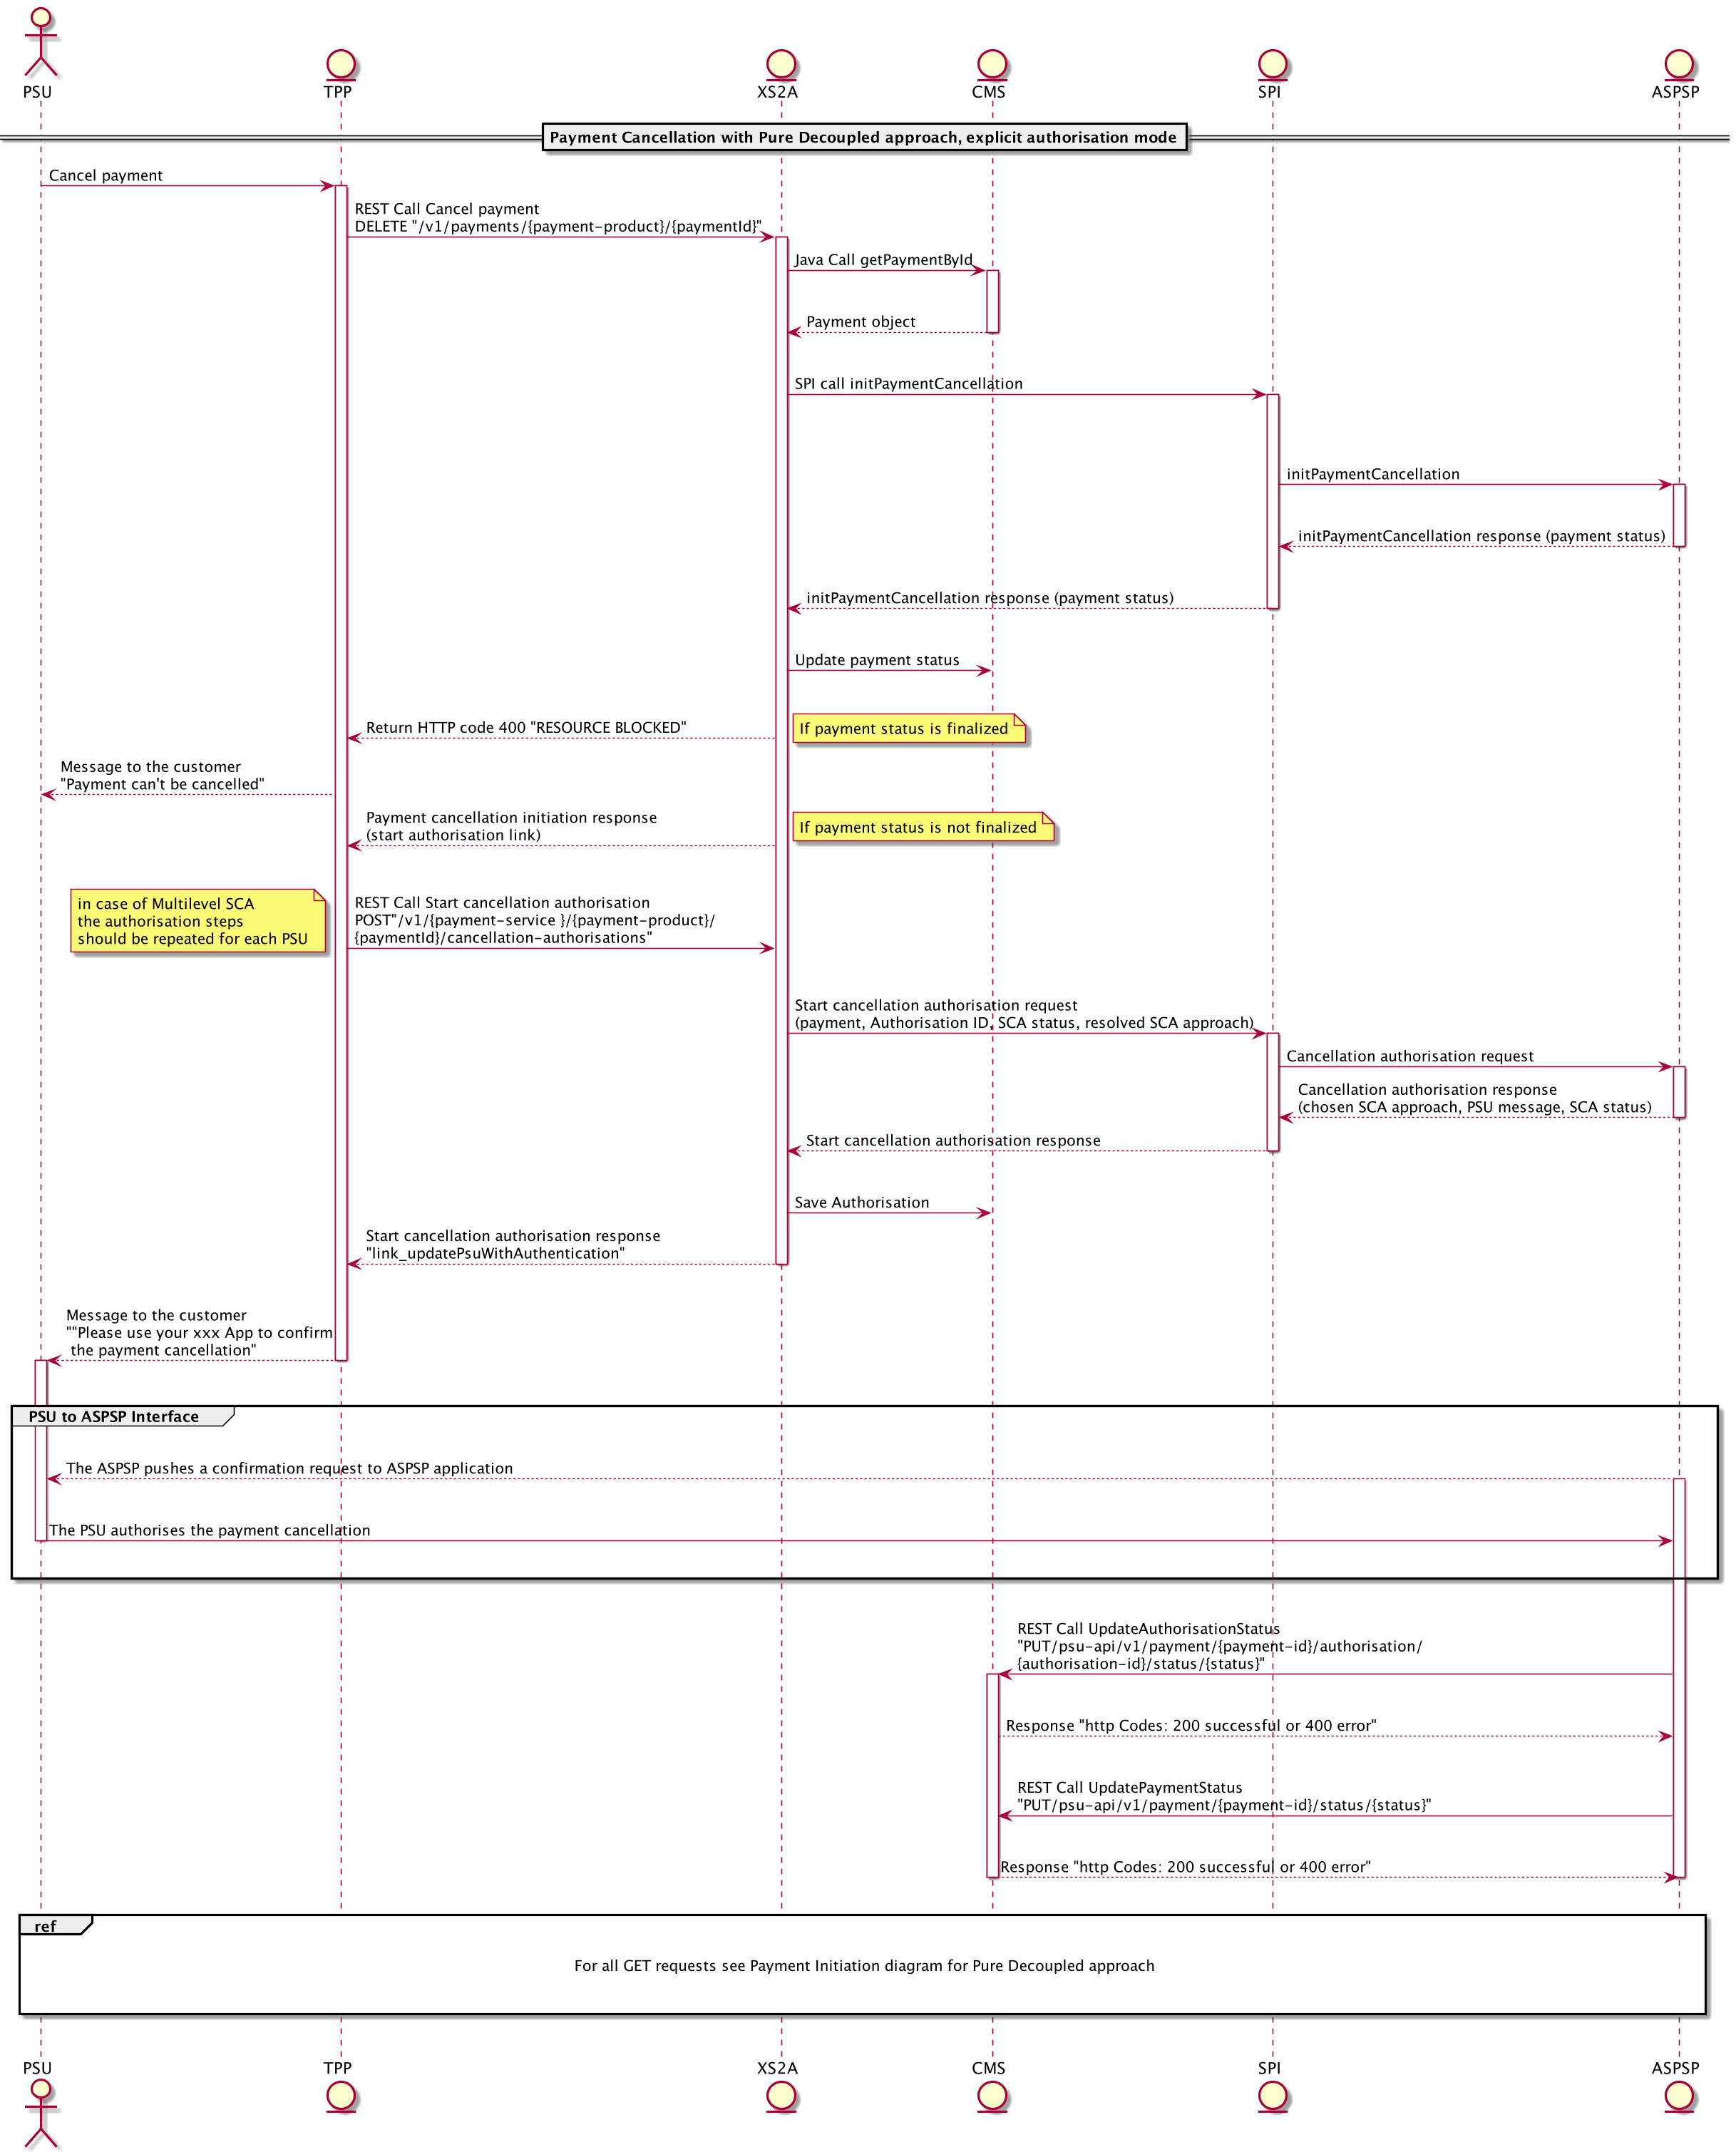 PSU
TPP
XS2A
CMS
SPI
ASPSP
Payment Cancellation with Pure Decoupled approach, explicit authorisation mode
Cancel payment
REST Call Cancel payment
DELETE "/v1/payments/{payment-product}/{paymentId}"
Java Call getPaymentById
Payment object
SPI call initPaymentCancellation
initPaymentCancellation
initPaymentCancellation response (payment status)
initPaymentCancellation response (payment status)
Update payment status
Return HTTP code 400 "RESOURCE BLOCKED"
If payment status is finalized
Message to the customer
"Payment can't be cancelled"
Payment cancellation initiation response
(start authorisation link)
If payment status is not finalized
in case of Multilevel SCA
the authorisation steps
should be repeated for each PSU
REST Call Start cancellation authorisation
POST"/v1/{payment-service }/{payment-product}/
{paymentId}/cancellation-authorisations"
Start cancellation authorisation request
(payment, Authorisation ID, SCA status, resolved SCA approach)
Cancellation authorisation request
Cancellation authorisation response
(chosen SCA approach, PSU message, SCA status)
Start cancellation authorisation response
Save Authorisation
Start cancellation authorisation response
"link_updatePsuWithAuthentication"
Message to the customer
""Please use your xxx App to confirm
the payment cancellation"
PSU to ASPSP Interface
The ASPSP pushes a confirmation request to ASPSP application
The PSU authorises the payment cancellation
REST Call UpdateAuthorisationStatus
"PUT/psu-api/v1/payment/{payment-id}/authorisation/
{authorisation-id}/status/{status}"
Response "http Codes: 200 successful or 400 error"
REST Call UpdatePaymentStatus
"PUT/psu-api/v1/payment/{payment-id}/status/{status}"
Response "http Codes: 200 successful or 400 error"
ref
For all GET requests see Payment Initiation diagram for Pure Decoupled approach
PSU
TPP
XS2A
CMS
SPI
ASPSP